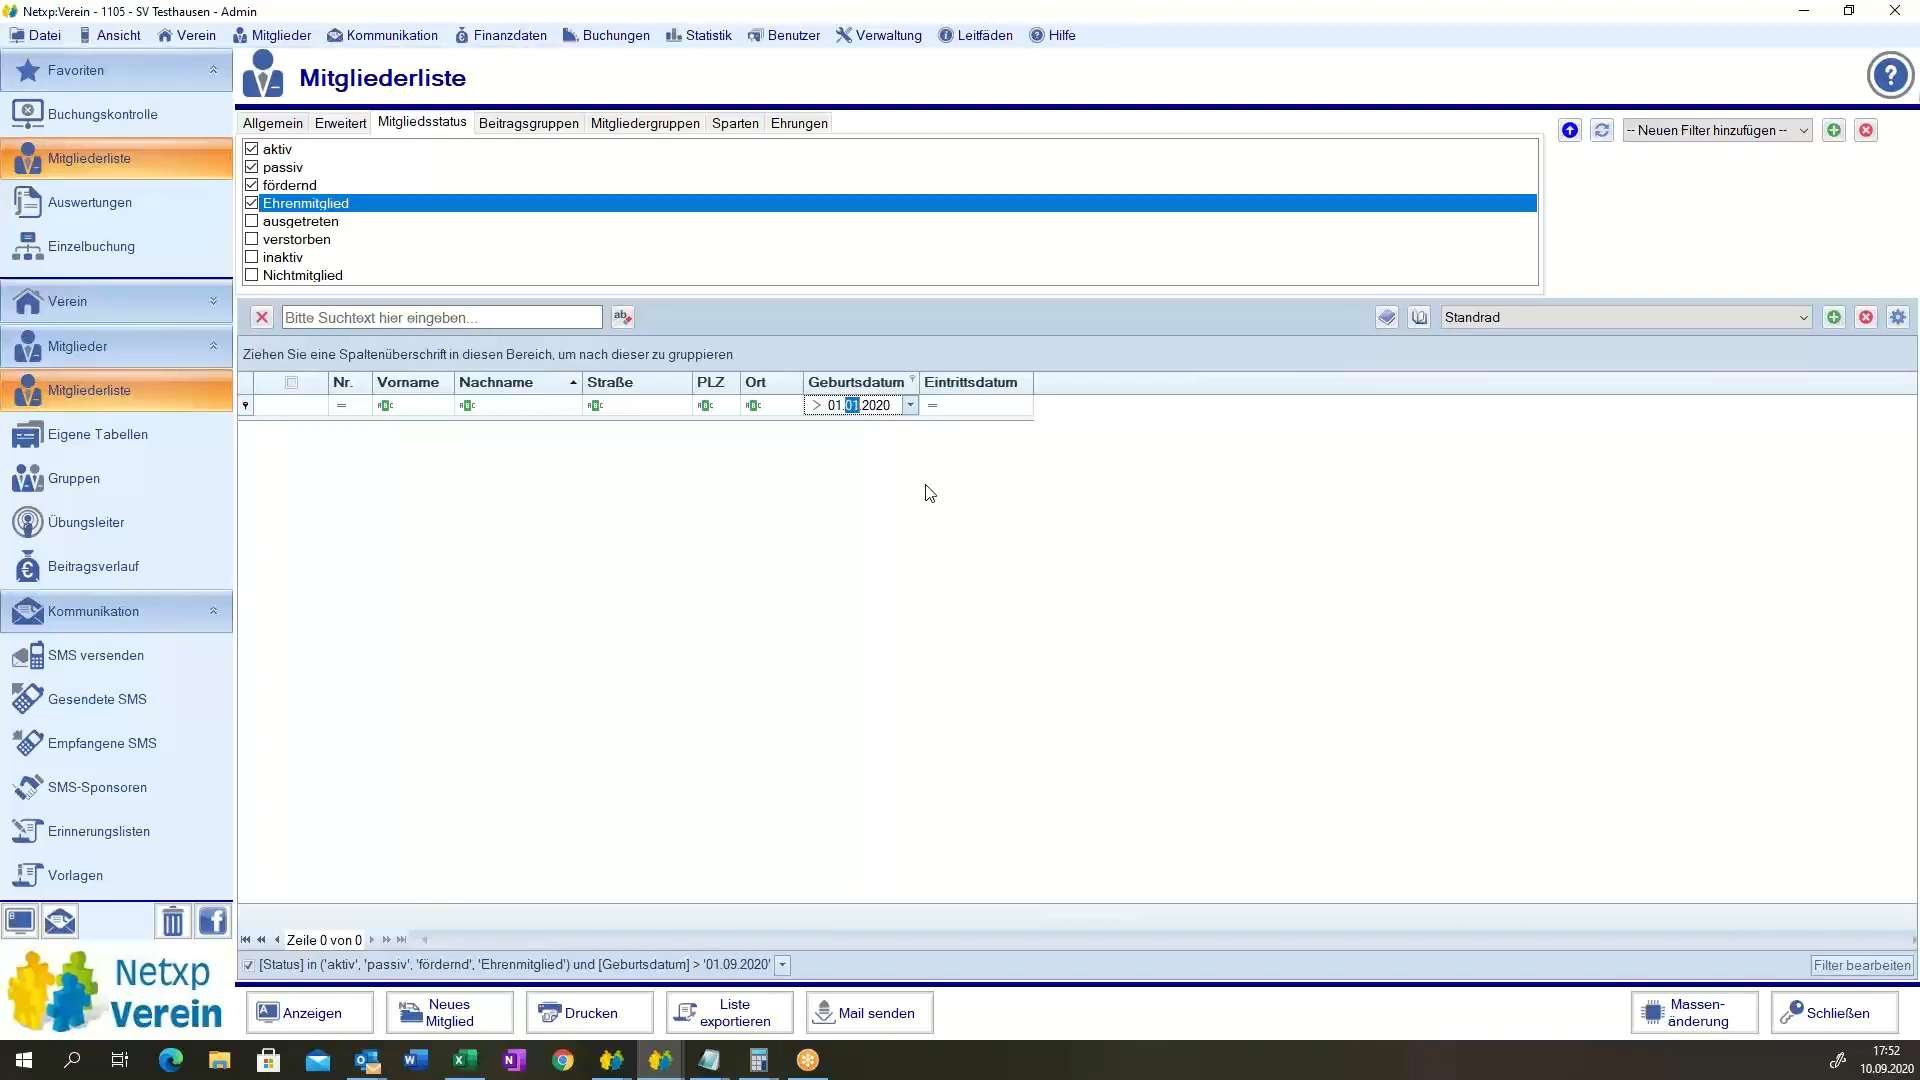 Netxp:Verein - 1105 - SV Testhausen - Admin
Datei Ansicht Verein Mitglieder Kommunikation Finanzdaten Buchungen Statistik Benutzer Verwaltung Leitfäden Hilfe
Favoriten
Buchungskontrolle
Mitgliederliste
Auswertungen
Einzelbuchung
Verein
Mitglieder
Mitgliederliste
Eigene Tabellen
Gruppen
Übungsleiter
Beitragsverlauf
Kommunikation
SMS versenden
Gesendete SMS
Empfangene SMS
SMS-Sponsoren
Erinnerungslisten
Vorlagen
Netxp
Verein
Mitgliederliste
Allgemein Erweitert Mitgliedsstatus Beitragsgruppen Mitgliedergruppen Sparten Ehrungen
-- Neuen Filter hinzufügen --
aktiv
passiv
fördernd
Ehrenmitglied
ausgetreten
verstorben
inaktiv
Nichtmitglied
Bitte Suchtext hier eingeben...
Standrad
Ziehen Sie eine Spaltenüberschrift in diesen Bereich, um nach dieser zu gruppieren
Nr. Vorname Nachname Straße PLZ Ort Geburtsdatum Eintrittsdatum
= > 01.01.2020 =
Zeile 0 von 0
[Status] in ('aktiv', 'passiv', 'fördernd', 'Ehrenmitglied') und [Geburtsdatum] > '01.09.2020'
Filter bearbeiten
Anzeigen
Neues
Mitglied
Drucken
Liste
exportieren
Mail senden
Massen-
änderung
Schließen
17:52
10.09.2020